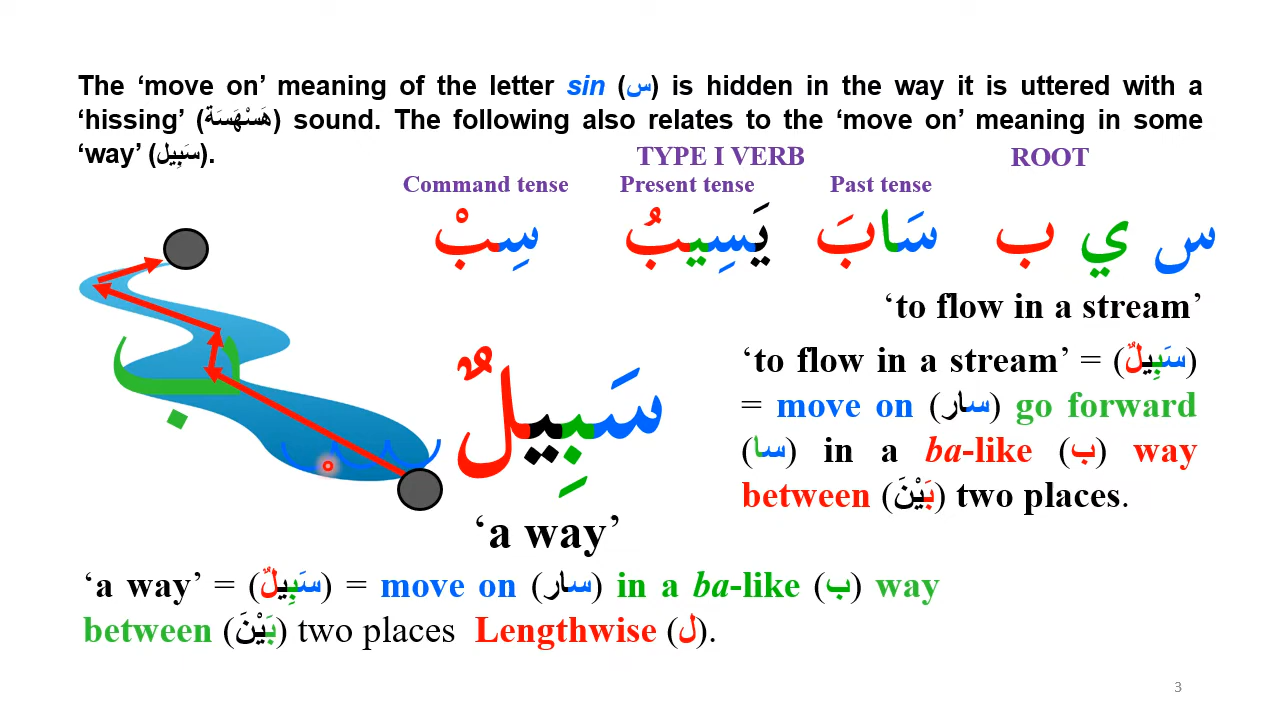 The ‘move on’ meaning of the letter sin (س) is hidden in the way it is uttered with a
‘hissing’ (هَسْهَسَة) sound. The following also relates to the ‘move on’ meaning in some
‘way’ (سَبِيل).
TYPE I VERB ROOT
Command tense Present tense Past tense
سِبْ يَسِيبُ سَابَ س ي ب
‘to flow in a stream’
‘to flow in a stream’ = (سَبِيلٌ)
= move on (سار) go forward
(سا) in a ba-like (ب) way
between (بَيْنَ) two places.
ب
س
سَبِيلٌ
‘a way’
‘a way’ = (سَبِيلٌ) = move on (سار) in a ba-like (ب) way
between (بَيْنَ) two places Lengthwise (ل).
3